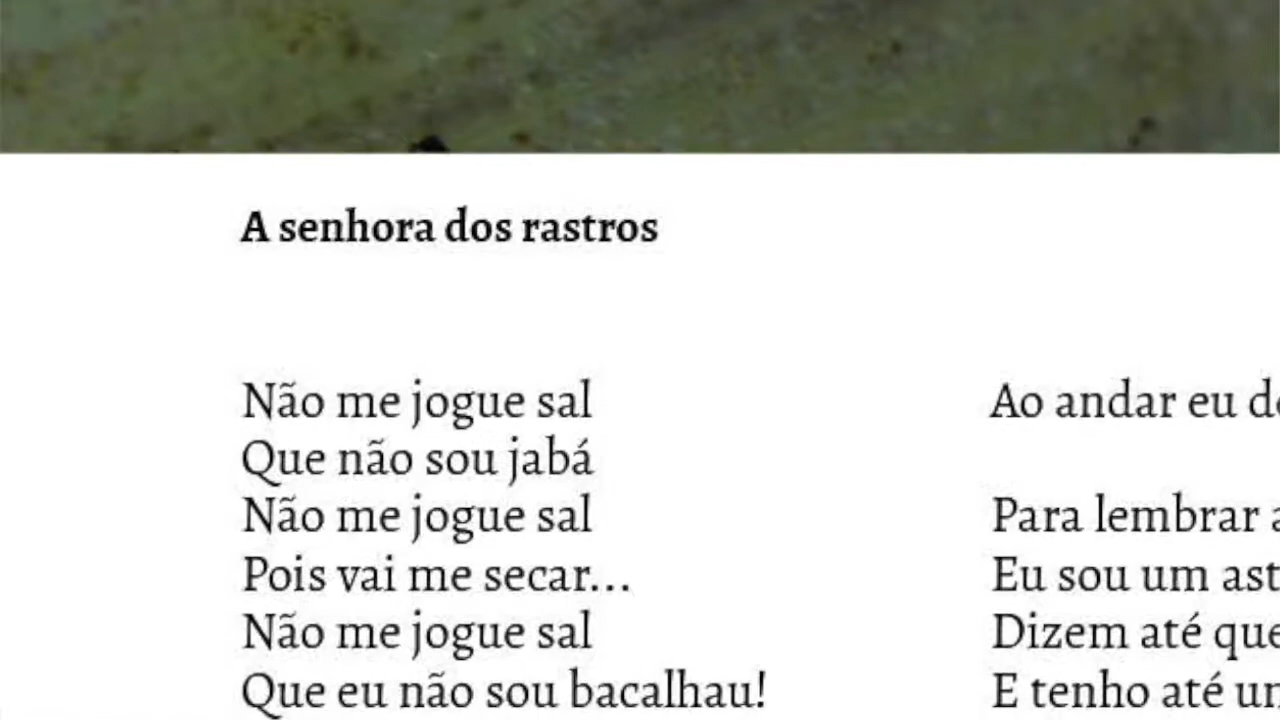 A senhora dos rastros
Não me jogue sal
Que não sou jabá
Não me jogue sal
Pois vai me secar...
Não me jogue sal
Que eu não sou bacalhau!
Ao andar eu
Para lembrar
Eu sou um
Dizem até
E tenho até